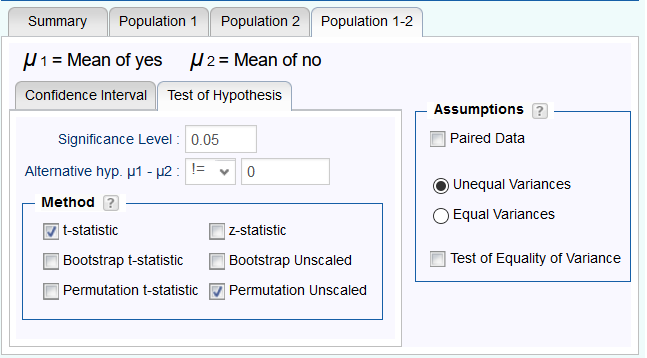 Summary Population 1 Population 2 Population 1-2
μ 1 = Mean of yes μ 2 = Mean of no
Confidence Interval Test of Hypothesis
Significance Level : 0.05
Alternative hyp. μ1 - μ2 : != 0
Method ?
t-statistic z-statistic
Bootstrap t-statistic Bootstrap Unscaled
Permutation t-statistic Permutation Unscaled
Assumptions ?
Paired Data
Unequal Variances
Equal Variances
Test of Equality of Variance